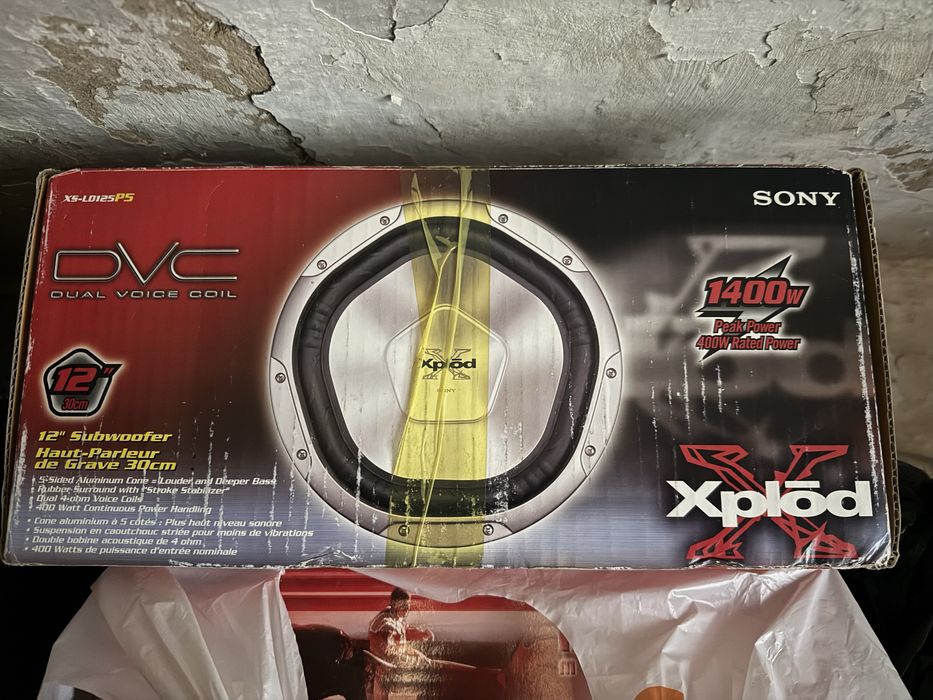 XS-LD125P5
SONY
DVC
DUAL VOICE COIL
1400W
Peak Power
400W Rated Power
12"
30cm
Xplōd
SONY
12" Subwoofer
Haut-Parleur
de Grave 30cm
• 5-Sided Aluminum Cone = Louder and Deeper Bass
• Rubber Surround with "Stroke Stabilizer"
• Dual 4-ohm Voice Coils
• 400 Watt Continuous Power Handling
• Cone aluminium à 5 cotés : Plus haut niveau sonore
• Suspension en caoutchouc striée pour moins de vibrations
• Double bobine acoustique de 4 ohm
• 400 Watts de puissance d'entrée nominale
Xplōd